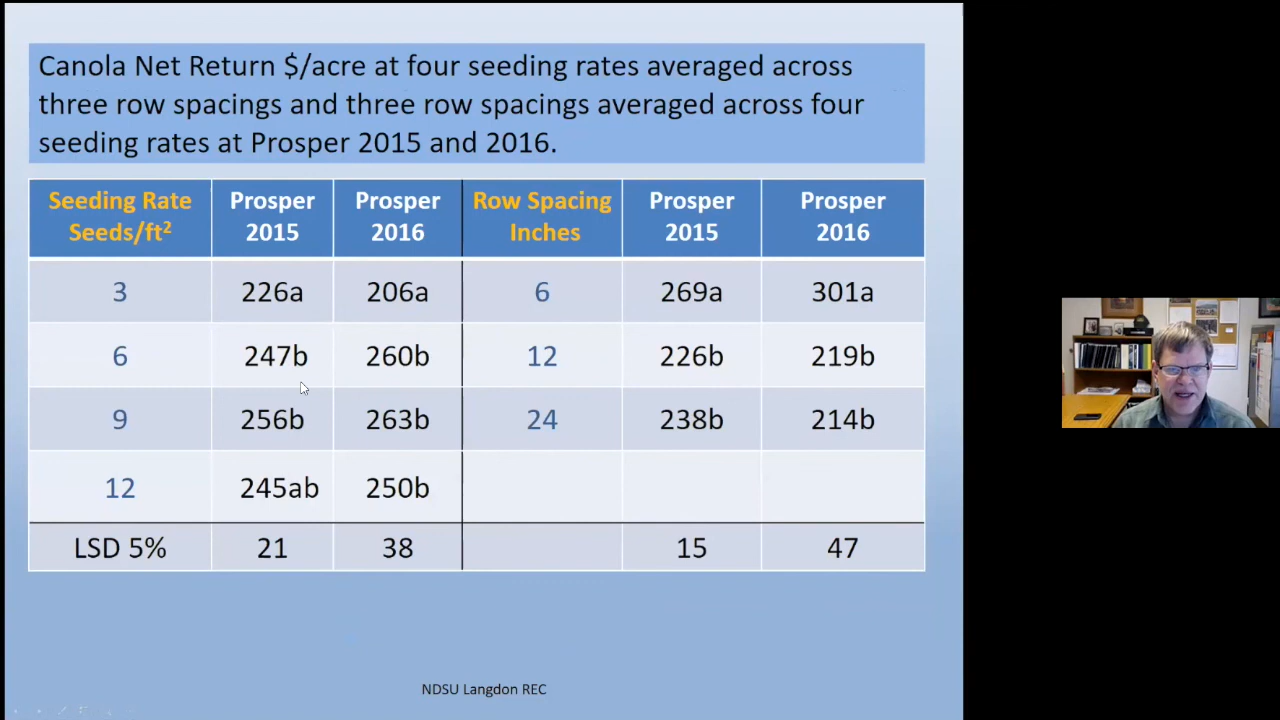 Canola Net Return $/acre at four seeding rates averaged across
three row spacings and three row spacings averaged across four
seeding rates at Prosper 2015 and 2016.
Seeding Rate Seeds/ft² Prosper 2015 Prosper 2016 Row Spacing Inches Prosper 2015 Prosper 2016
3 226a 206a 6 269a 301a
6 247b 260b 12 226b 219b
9 256b 263b 24 238b 214b
12 245ab 250b
LSD 5% 21 38 15 47
NDSU Langdon REC